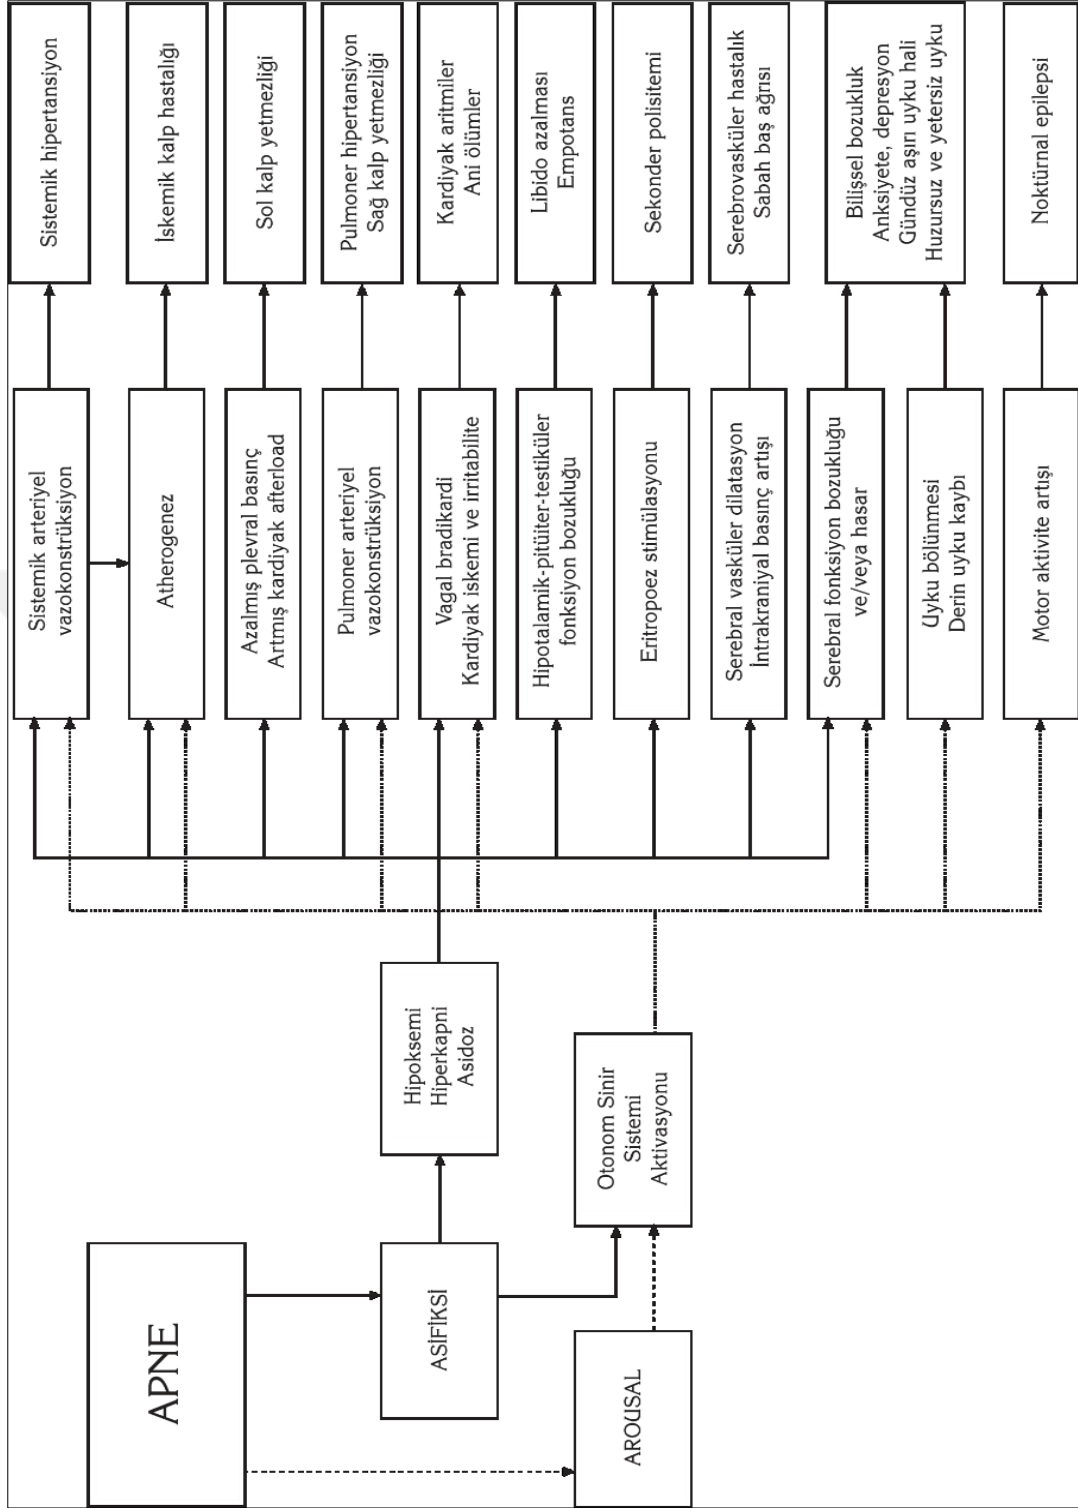 APNE
ASİFİKSİ
AROUSAL
Hipoksemi
Hiperkapni
Asidoz
Otonom Sinir
Sistemi
Aktivasyonu
Sistemik arteriyel
vazokonstrüksiyon
Atherogenez
Azalmış plevral basınç
Artmış kardiyak afterload
Pulmoner arteriyel
vazokonstrüksiyon
Vagal bradikardi
Kardiyak iskemi ve irritabilite
Hipotalamik-pitüiter-testiküler
fonksiyon bozukluğu
Eritropoez stimülasyonu
Serebral vasküler dilatasyon
İntrakraniyal basınç artışı
Serebral fonksiyon bozukluğu
ve/veya hasar
Uyku bölünmesi
Derin uyku kaybı
Motor aktivite artışı
Sistemik hipertansiyon
İskemik kalp hastalığı
Sol kalp yetmezliği
Pulmoner hipertansiyon
Sağ kalp yetmezliği
Kardiyak aritmiler
Ani ölümler
Libido azalması
Empotans
Sekonder polisitemi
Serebrovasküler hastalık
Sabah baş ağrısı
Bilişsel bozukluk
Anksiyete, depresyon
Gündüz aşırı uyku hali
Huzursuz ve yetersiz uyku
Noktürnal epilepsi